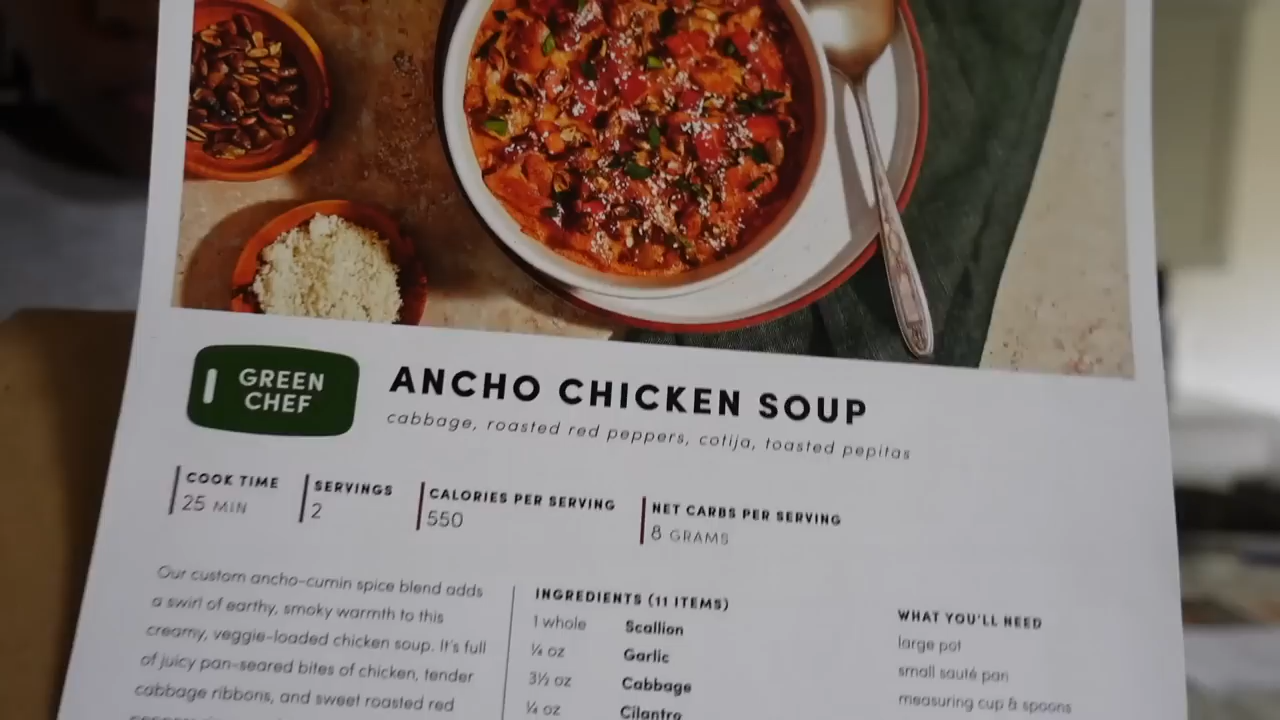 GREEN
CHEF
ANCHO CHICKEN SOUP
cabbage, roasted red peppers, cotija, toasted pepitas
COOK TIME
25 MIN
SERVINGS
2
CALORIES PER SERVING
550
NET CARBS PER SERVING
8 GRAMS
Our custom ancho-cumin spice blend adds
a swirl of earthy, smoky warmth to this
creamy, veggie-loaded chicken soup. It's full
of juicy pan-seared bites of chicken, tender
cabbage ribbons, and sweet roasted red
INGREDIENTS (11 ITEMS)
1 whole Scallion
¼ oz Garlic
3½ oz Cabbage
¼ oz Cilantro
WHAT YOU'LL NEED
large pot
small sauté pan
measuring cup & spoons